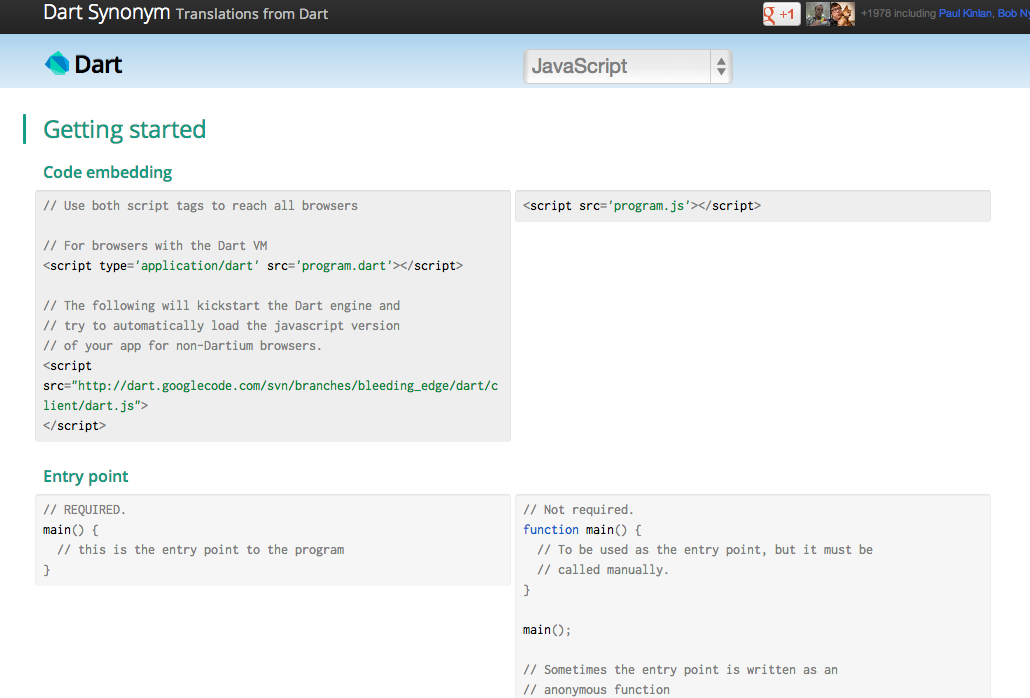 Dart Synonym Translations from Dart
+1
+1978 including Paul Kinlan, Bob Ny
Dart
JavaScript
Getting started
Code embedding
// Use both script tags to reach all browsers
// For browsers with the Dart VM
<script type='application/dart' src='program.dart'></script>
// The following will kickstart the Dart engine and
// try to automatically load the javascript version
// of your app for non-Dartium browsers.
<script
src="http://dart.googlecode.com/svn/branches/bleeding_edge/dart/c
lient/dart.js">
</script>
<script src='program.js'></script>
Entry point
// REQUIRED.
main() {
  // this is the entry point to the program
}
// Not required.
function main() {
  // To be used as the entry point, but it must be
  // called manually.
}
main();
// Sometimes the entry point is written as an
// anonymous function